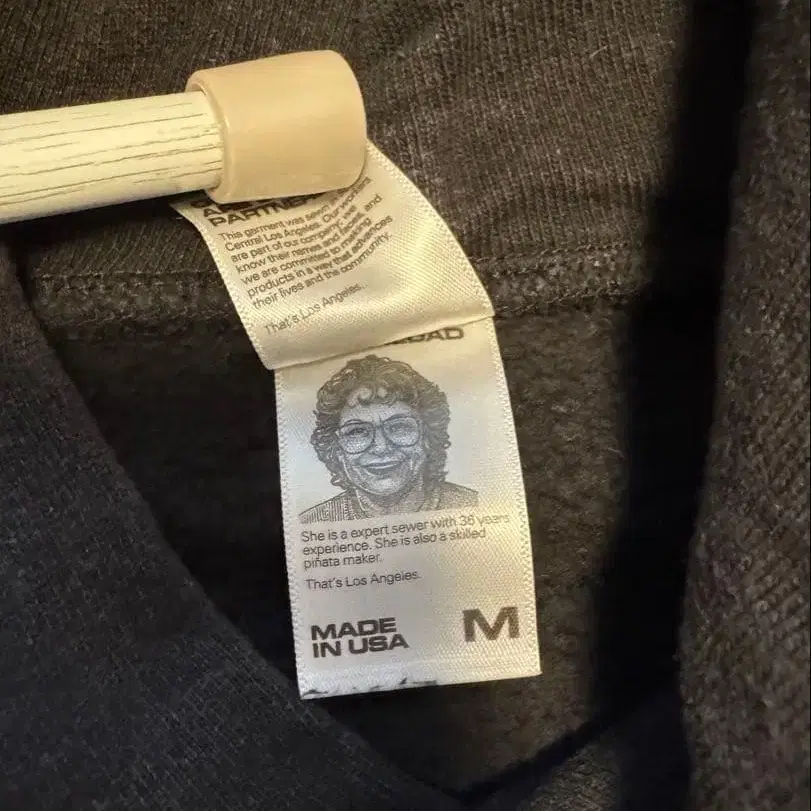 PARTNER
This garment was sewn
Central Los Angeles. Our workers
are part of our company; we
know their names and faces, and
we are committed to making
products in a way that advances
their lives and the community.
That's Los Angeles.
She is a expert sewer with 36 years
experience. She is also a skilled
piñata maker.
That's Los Angeles.
MADE
IN USA
M